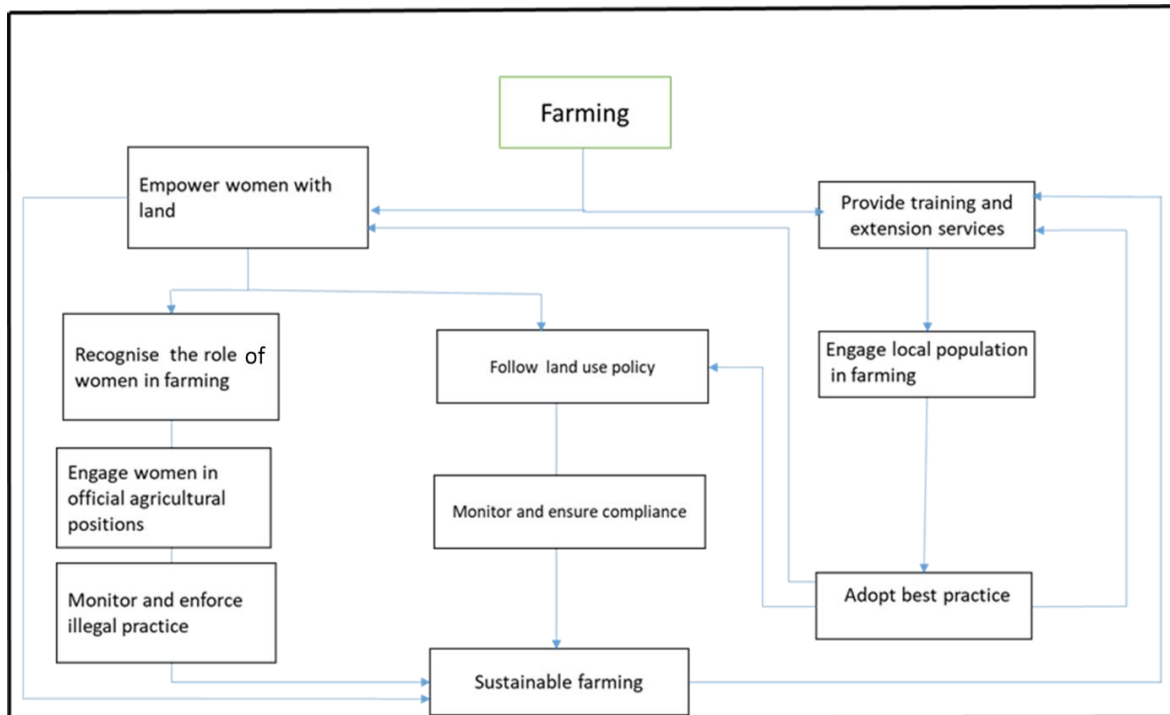 Farming
Empower women with
land
Provide training and
extension services
Recognise the role of
women in farming
Follow land use policy
Engage local population
in farming
Engage women in
official agricultural
positions
Monitor and ensure compliance
Monitor and enforce
illegal practice
Adopt best practice
Sustainable farming